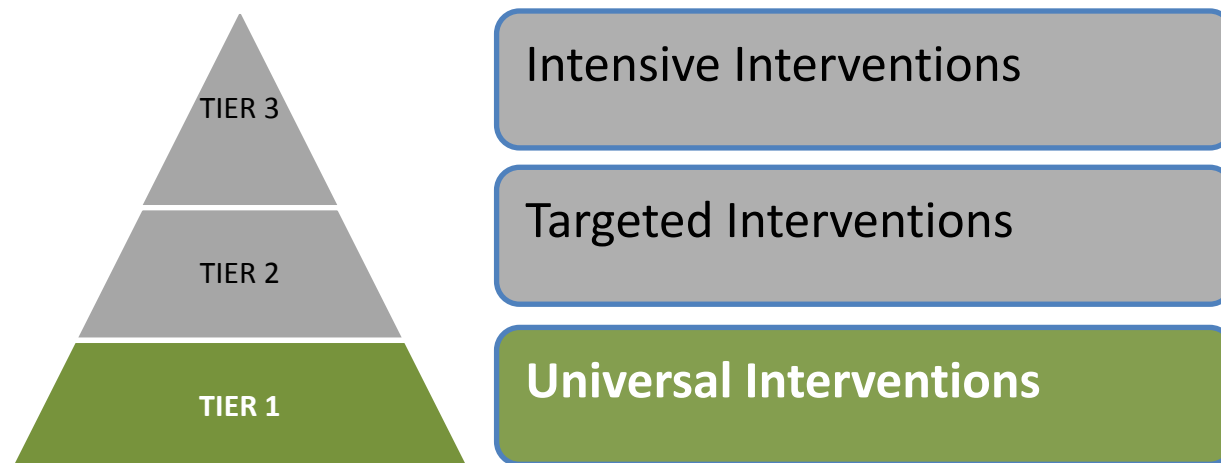 TIER 3
Intensive Interventions
TIER 2
Targeted Interventions
TIER 1
Universal Interventions